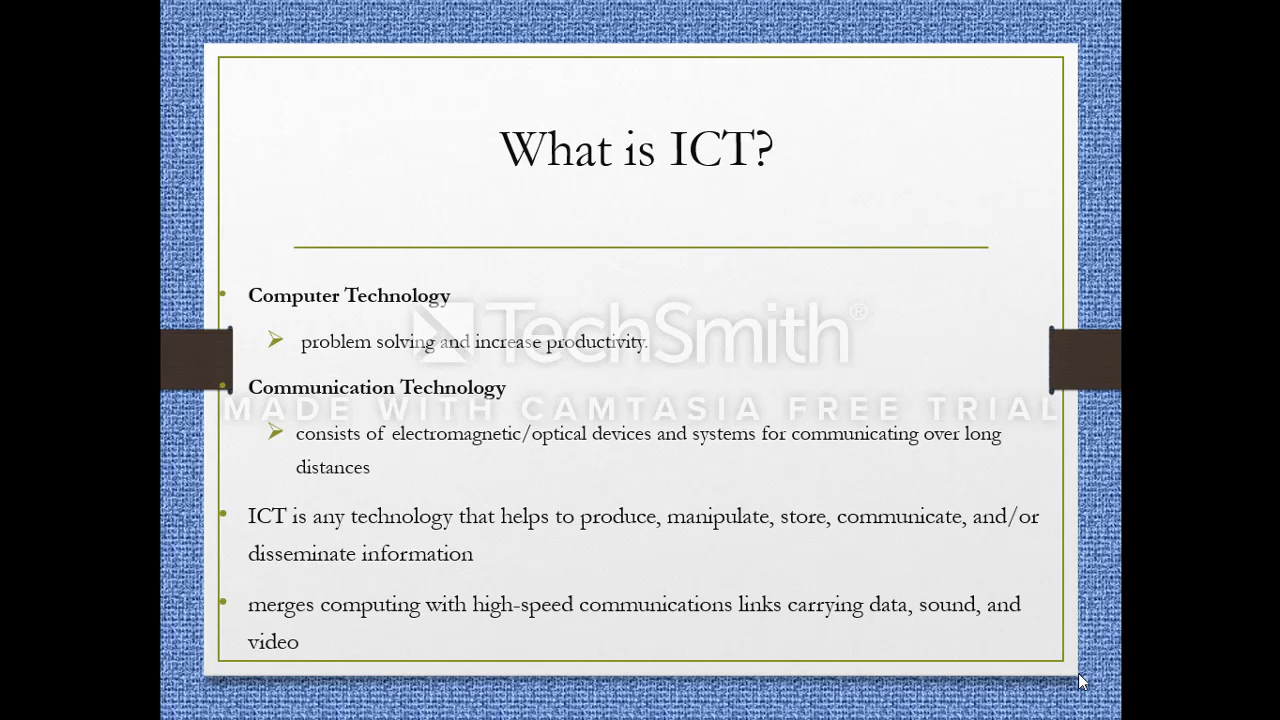 What is ICT?
• Computer Technology
➢ problem solving and increase productivity.
TechSmith®
• Communication Technology
MADE WITH CAMTASIA FREE TRIAL
➢ consists of electromagnetic/optical devices and systems for communicating over long
distances
• ICT is any technology that helps to produce, manipulate, store, communicate, and/or
disseminate information
• merges computing with high-speed communications links carrying data, sound, and
video